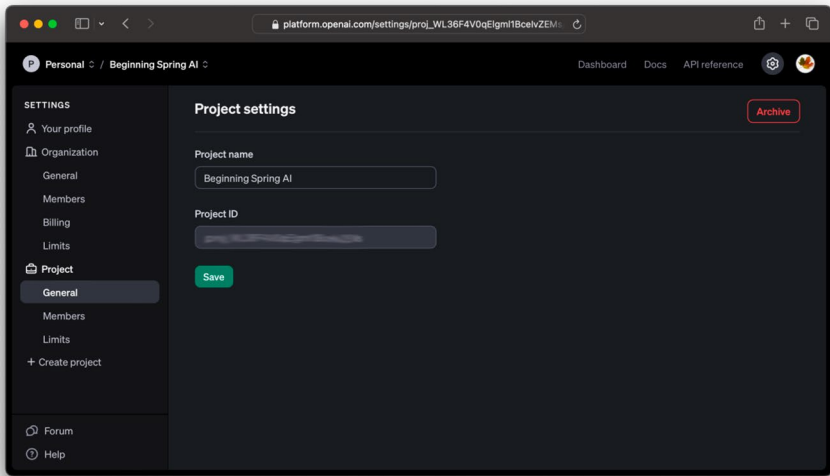 platform.openai.com/settings/proj_WL36F4V0qElgml1BcelvZEMs
P Personal / Beginning Spring AI
Dashboard Docs API reference
SETTINGS
Your profile
Organization
General
Members
Billing
Limits
Project
General
Members
Limits
+ Create project
Forum
Help
Project settings
Archive
Project name
Beginning Spring AI
Project ID
Save